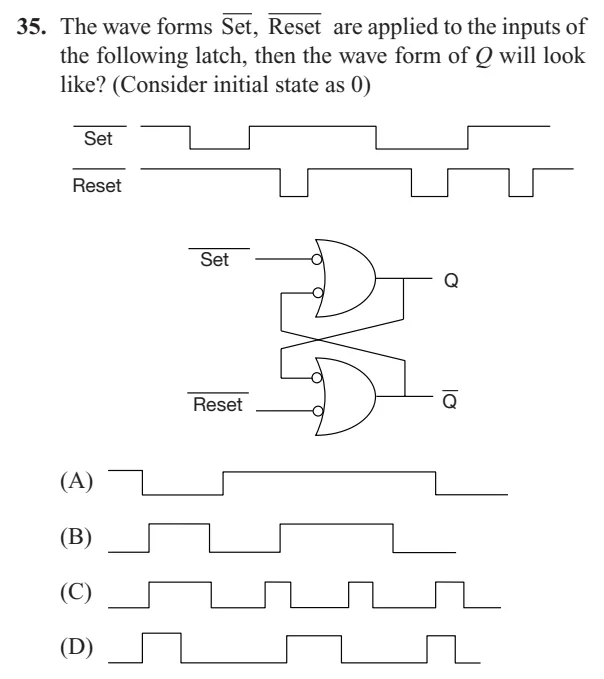 35. The wave forms Set, Reset are applied to the inputs of
the following latch, then the wave form of Q will look
like? (Consider initial state as 0)
Set
Reset
Set
Q
Reset
Q
(A)
(B)
(C)
(D)